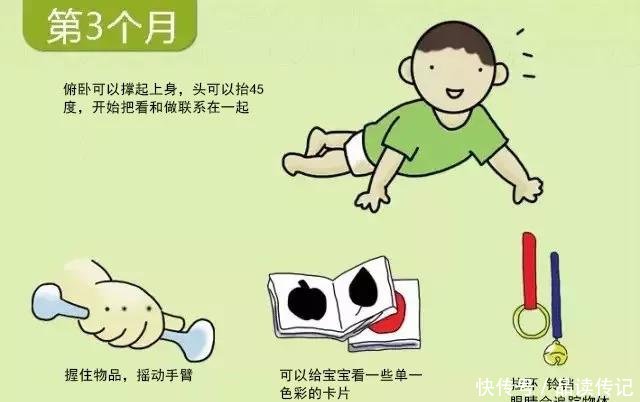 第3个月
俯卧可以撑起上身，头可以抬45
度，开始把看和做联系在一起
握住物品，摇动手臂
可以给宝宝看一些单一
色彩的卡片
铃铛
眼睛会追踪物体
快传号/品读传记